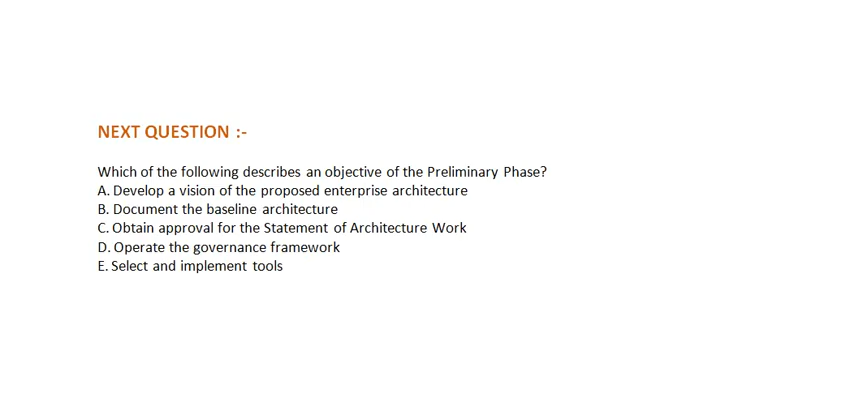 NEXT QUESTION :-
Which of the following describes an objective of the Preliminary Phase?
A. Develop a vision of the proposed enterprise architecture
B. Document the baseline architecture
C. Obtain approval for the Statement of Architecture Work
D. Operate the governance framework
E. Select and implement tools